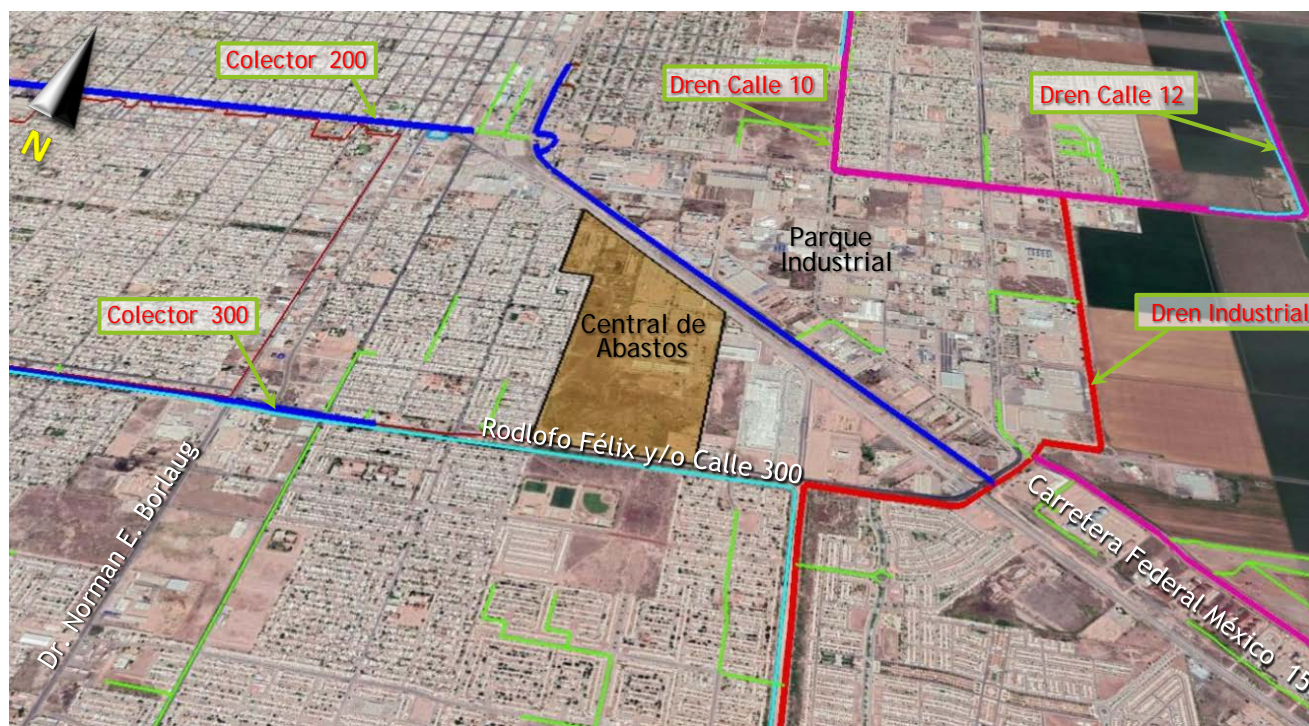 Colector 200
Dren Calle 10
Dren Calle 12
N
Parque
Industrial
Colector 300
Central de
Abastos
Dren Industrial
Rodlofo Félix y/o Calle 300
Dr. Norman E. Borlaug
Carretera Federal México 15